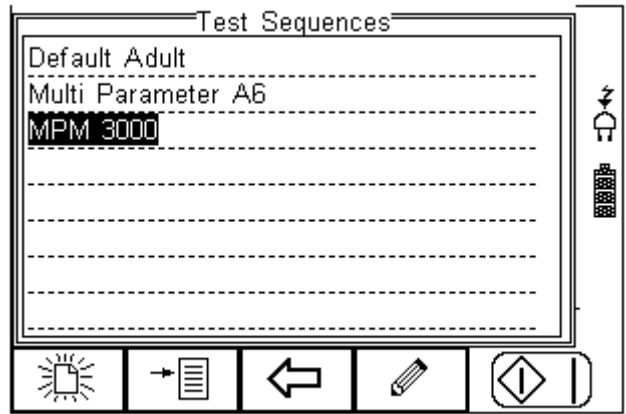 Test Sequences
Default Adult
Multi Parameter A6
MPM 3000